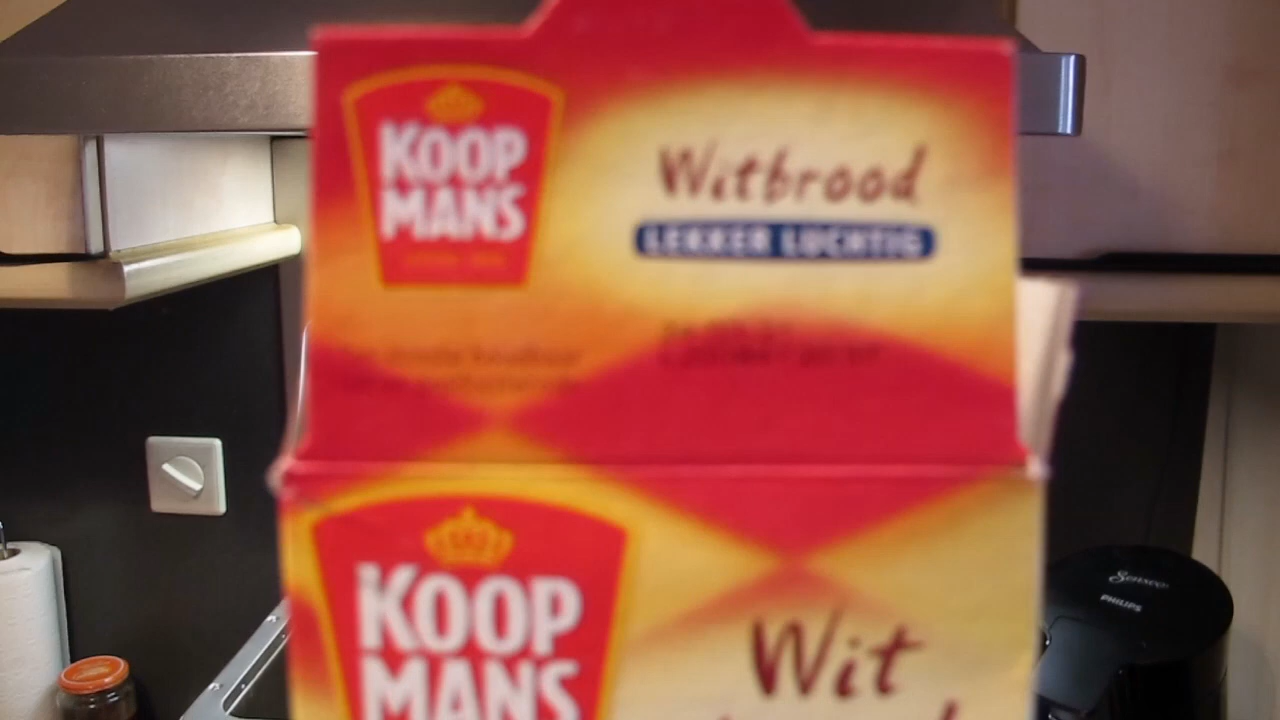 KOOP
MANS
Witbrood
LEKKER LUCHTIG
KOOP
MANS
Wit
Senseo
PHILIPS